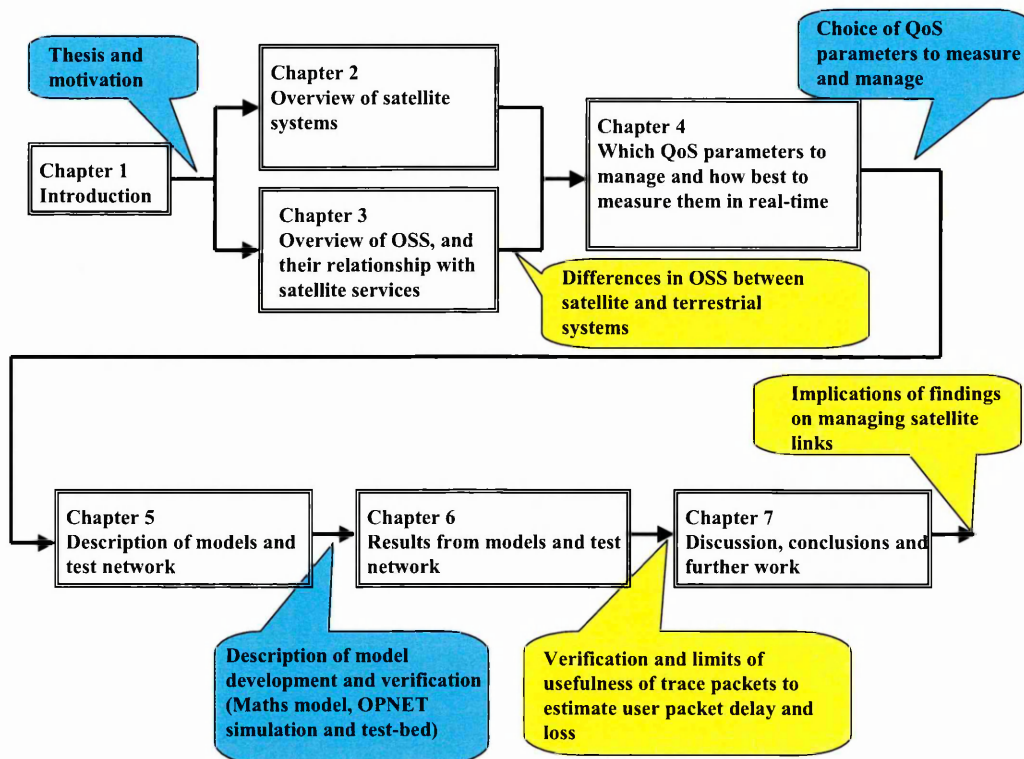 Thesis and
motivation
Chapter 2
Overview of satellite
systems
Choice of QoS
parameters to
measure and manage
Chapter 1
Introduction
Chapter 3
Overview of OSS, and
their relationship with
satellite services
Chapter 4
Which QoS parameters to
manage and how best to
measure them in real-time
Differences in OSS between
satellite and terrestrial
systems
Implications of findings
on managing satellite
links
Chapter 5
Description of models and
test network
Chapter 6
Results from models and test
network
Chapter 7
Discussion, conclusions and
further work
Description of model
development and verification
(Maths model, OPNET
simulation and test-bed)
Verification and limits of
usefulness of trace packets to
estimate user packet delay and
loss